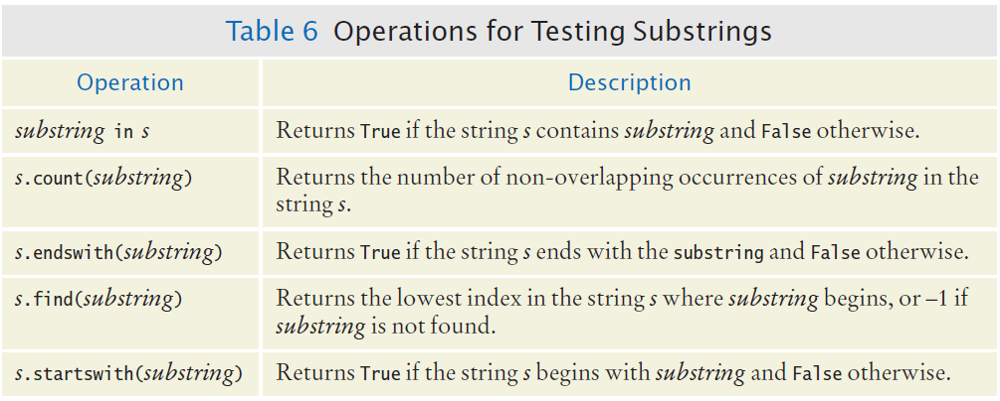 Table 6 Operations for Testing Substrings
Operation Description
substring in s Returns True if the string s contains substring and False otherwise.
s.count(substring) Returns the number of non-overlapping occurrences of substring in the
string s.
s.endswith(substring) Returns True if the string s ends with the substring and False otherwise.
s.find(substring) Returns the lowest index in the string s where substring begins, or –1 if
substring is not found.
s.startswith(substring) Returns True if the string s begins with substring and False otherwise.